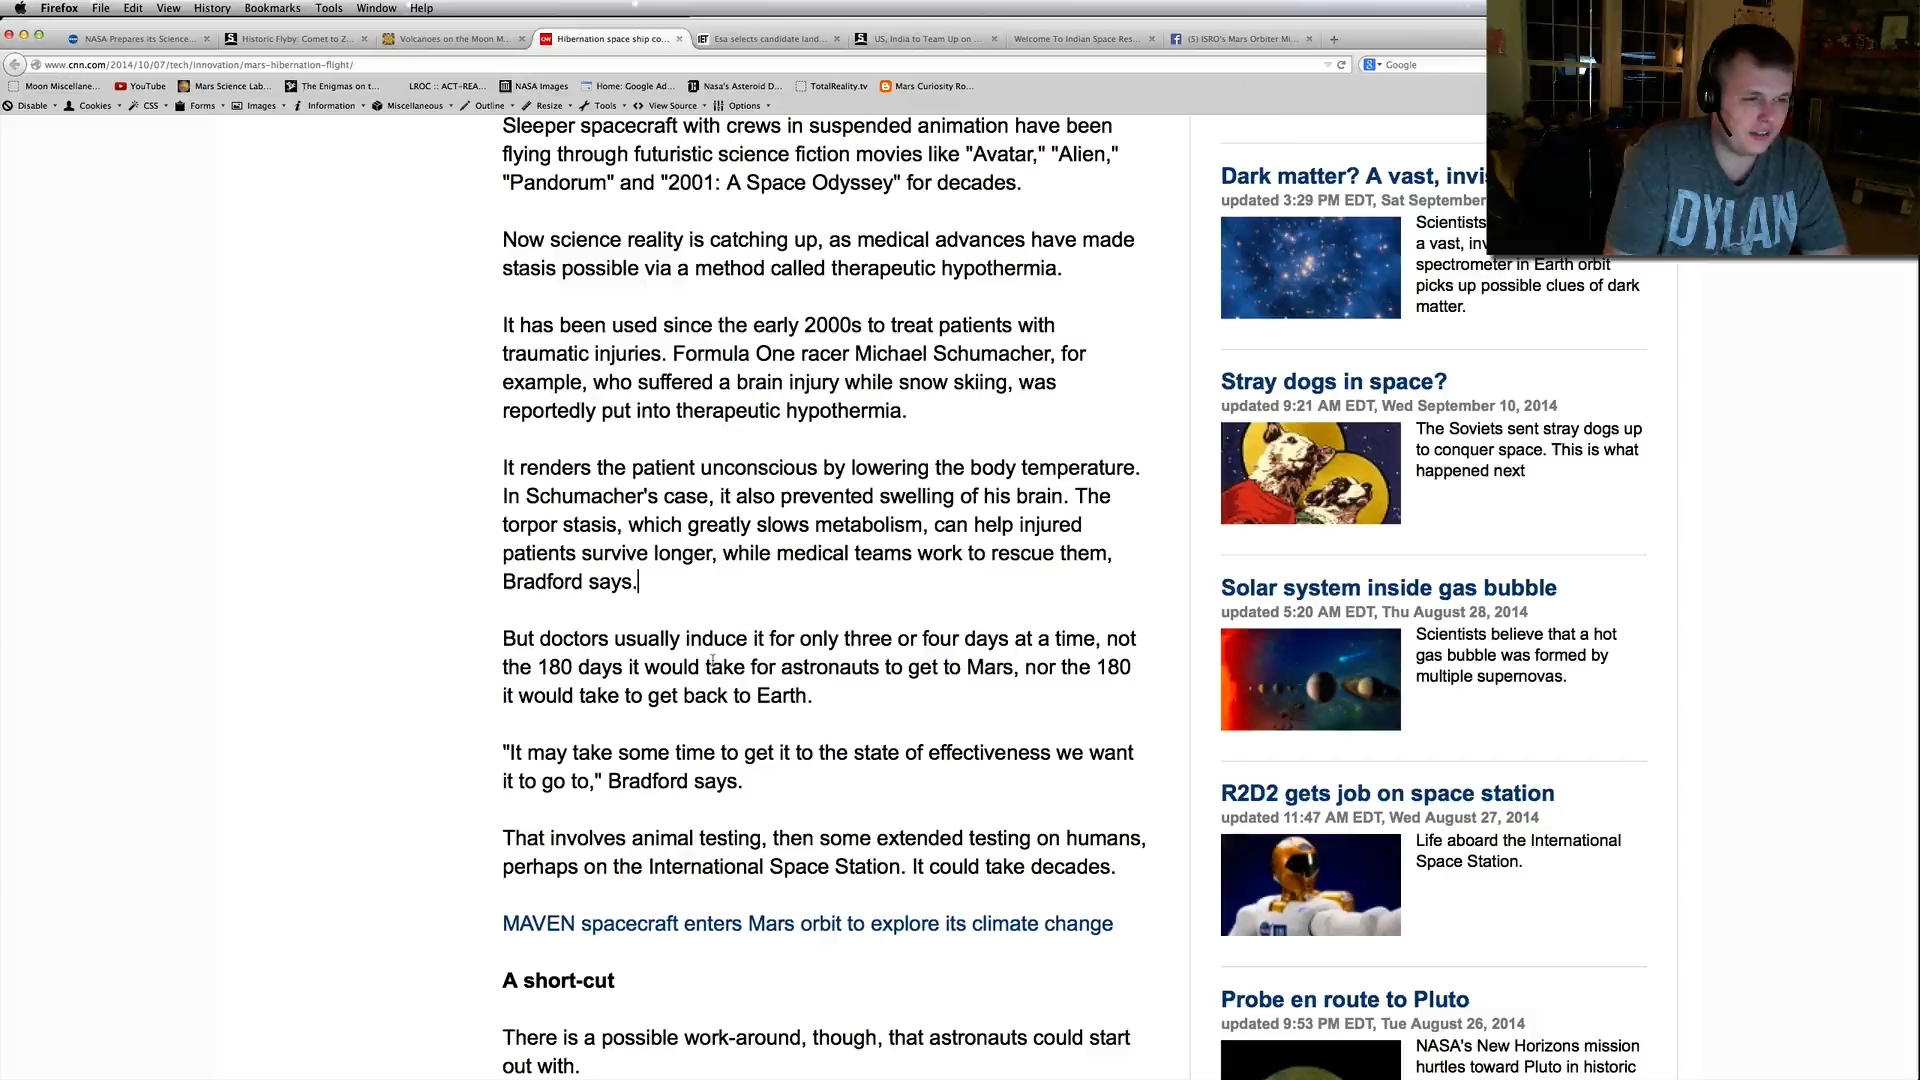 Firefox File Edit View History Bookmarks Tools Window Help
NASA Prepares its Science... Historic Flyby: Comet to Z... Volcanoes on the Moon M... Hibernation space ship co... Esa selects candidate land... US, India to Team Up on ... Welcome To Indian Space Res... (5) ISRO's Mars Orbiter Mi...
www.cnn.com/2014/10/07/tech/innovation/mars-hibernation-flight/ Google
Moon Miscellane... YouTube Mars Science Lab... The Enigmas on t... LROC :: ACT-REA... NASA Images Home: Google Ad... Nasa's Asteroid D... TotalReality.tv Mars Curiosity Ro...
Disable Cookies CSS Forms Images Information Miscellaneous Outline Resize Tools View Source Options
Sleeper spacecraft with crews in suspended animation have been
flying through futuristic science fiction movies like "Avatar," "Alien,"
"Pandorum" and "2001: A Space Odyssey" for decades.
Now science reality is catching up, as medical advances have made
stasis possible via a method called therapeutic hypothermia.
It has been used since the early 2000s to treat patients with
traumatic injuries. Formula One racer Michael Schumacher, for
example, who suffered a brain injury while snow skiing, was
reportedly put into therapeutic hypothermia.
It renders the patient unconscious by lowering the body temperature.
In Schumacher's case, it also prevented swelling of his brain. The
torpor stasis, which greatly slows metabolism, can help injured
patients survive longer, while medical teams work to rescue them,
Bradford says.
But doctors usually induce it for only three or four days at a time, not
the 180 days it would take for astronauts to get to Mars, nor the 180
it would take to get back to Earth.
"It may take some time to get it to the state of effectiveness we want
it to go to," Bradford says.
That involves animal testing, then some extended testing on humans,
perhaps on the International Space Station. It could take decades.
MAVEN spacecraft enters Mars orbit to explore its climate change
A short-cut
There is a possible work-around, though, that astronauts could start
out with.
Dark matter? A vast, invi
updated 3:29 PM EDT, Sat September
Scientists
a vast, inv
spectrometer in Earth orbit
picks up possible clues of dark
matter.
Stray dogs in space?
updated 9:21 AM EDT, Wed September 10, 2014
The Soviets sent stray dogs up
to conquer space. This is what
happened next
Solar system inside gas bubble
updated 5:20 AM EDT, Thu August 28, 2014
Scientists believe that a hot
gas bubble was formed by
multiple supernovas.
R2D2 gets job on space station
updated 11:47 AM EDT, Wed August 27, 2014
Life aboard the International
Space Station.
Probe en route to Pluto
updated 9:53 PM EDT, Tue August 26, 2014
NASA's New Horizons mission
hurtles toward Pluto in historic
DYLAN